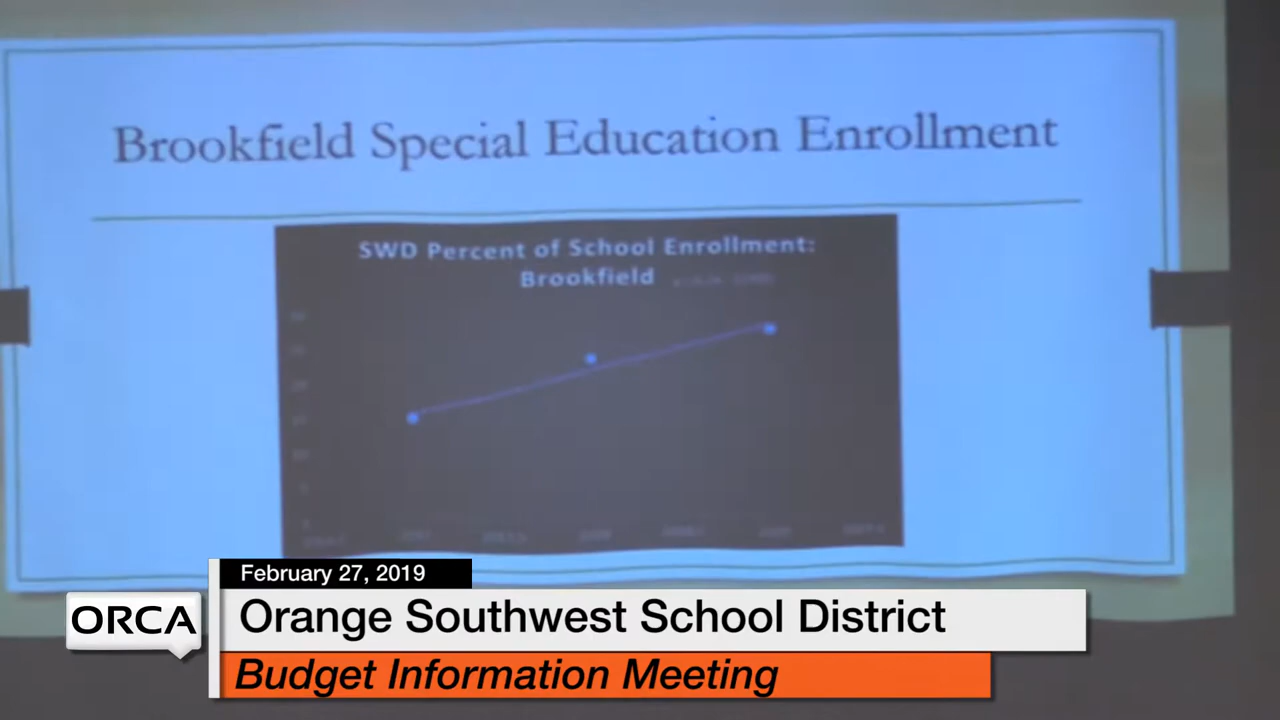 Brookfield Special Education Enrollment
SWD Percent of School Enrollment:
Brookfield
February 27, 2019
ORCA
Orange Southwest School District
Budget Information Meeting